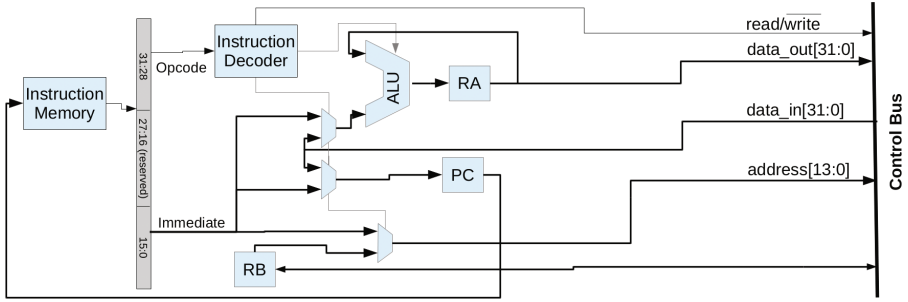 read/write
data_out[31:0]
Instruction
Decoder
31:28
Opcode
ALU
RA
Instruction
Memory
data_in[31:0]
27:16 (reserved)
Control Bus
PC
address[13:0]
Immediate
15:0
RB